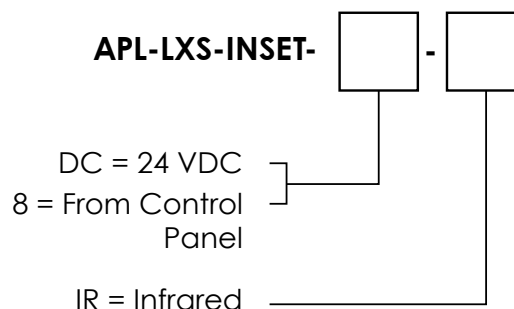 APL-LXS-INSET- -
DC = 24 VDC
8 = From Control
Panel
IR = Infrared